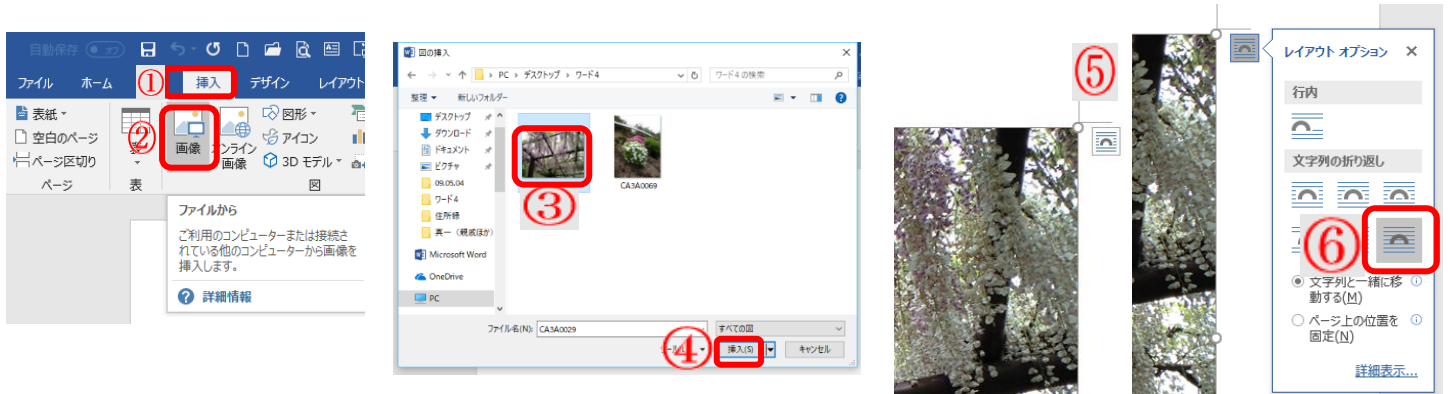 自動保存 オフ
ファイル ホーム ① 挿入 デザイン レイアウト
表紙
空白のページ
ページ区切り
ページ
表
表
② 画像
オンライン
画像
図形
アイコン
3D モデル
図
ファイルから
ご利用のコンピューターまたは接続さ
れている他のコンピューターから画像を
挿入します。
詳細情報
図の挿入
PC › デスクトップ › ワード4
ワード4の検索
整理 新しいフォルダー
デスクトップ
ダウンロード
ドキュメント
ピクチャ
09.05.04
ワード4
住所録
真一（親戚ほか）
Microsoft Word
OneDrive
PC
③
CA3A0069
ファイル名(N): CA3A0029
すべての図
④ 挿入(S) キャンセル
⑤
レイアウト オプション
行内
文字列の折り返し
⑥
文字列と一緒に移
動する(M)
ページ上の位置を
固定(N)
詳細表示...